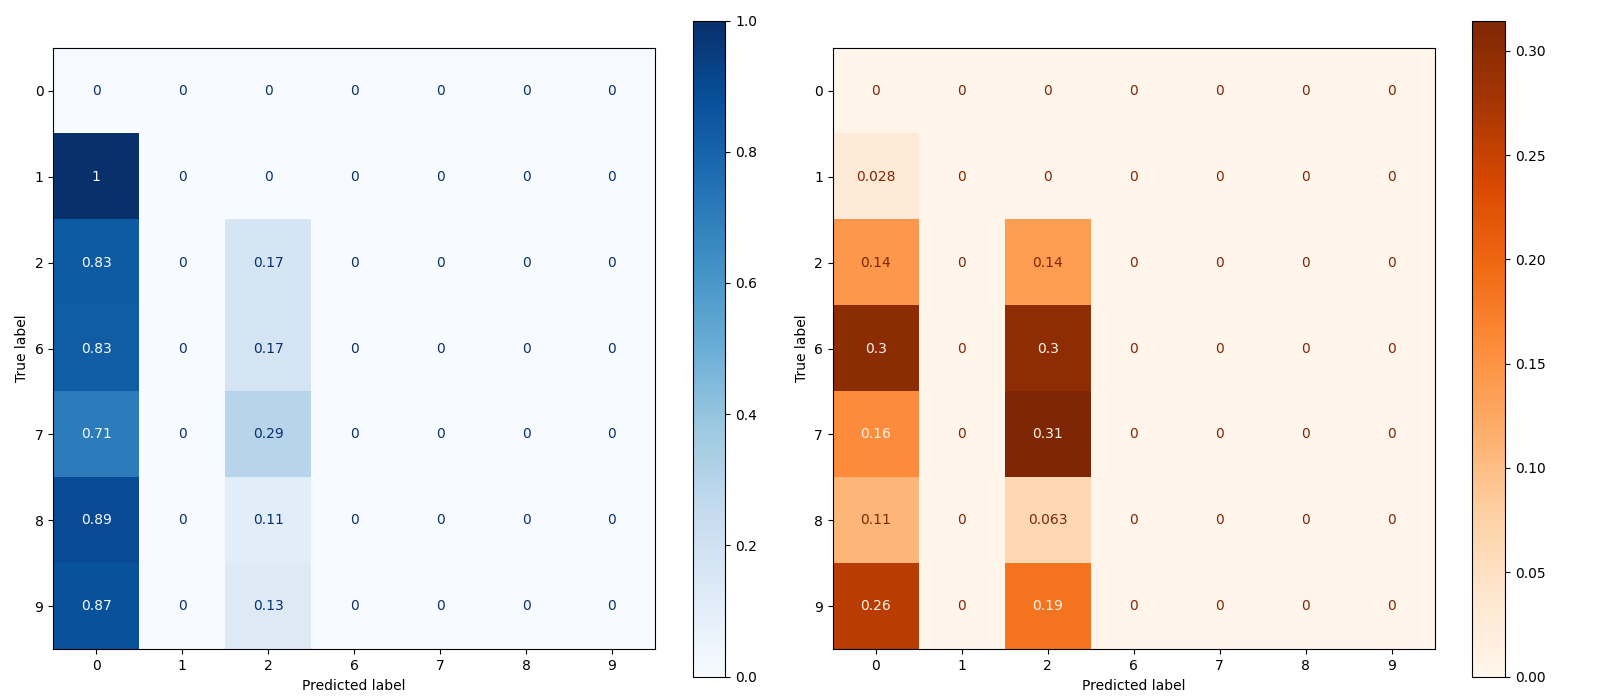 1.0
0.30
0 0 0 0 0 0 0 0
0 0 0 0 0 0 0 0
0.25
0.8
1 1 0 0 0 0 0 0
1 0.028 0 0 0 0 0 0
0.20
2 0.83 0 0.17 0 0 0 0
2 0.14 0 0.14 0 0 0 0
0.6
True label
6 0.83 0 0.17 0 0 0 0
True label
6 0.3 0 0.3 0 0 0 0
0.15
0.4
7 0.71 0 0.29 0 0 0 0
7 0.16 0 0.31 0 0 0 0
0.10
8 0.89 0 0.11 0 0 0 0
8 0.11 0 0.063 0 0 0 0
0.2
0.05
9 0.87 0 0.13 0 0 0 0
9 0.26 0 0.19 0 0 0 0
0.0
0.00
0 1 2 6 7 8 9
0 1 2 6 7 8 9
Predicted label
Predicted label